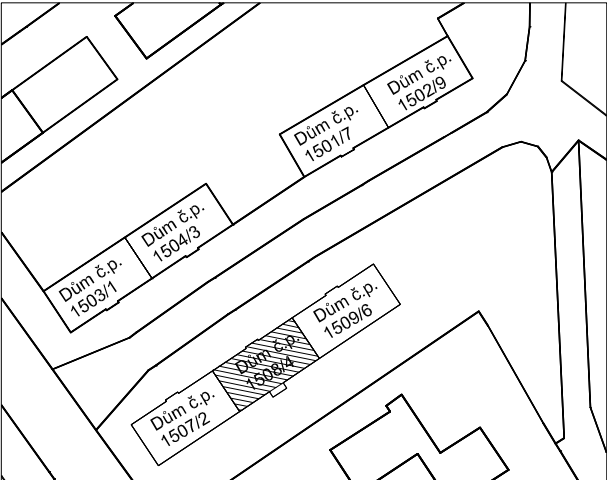 Dům č.p.
1502/9
Dům č.p.
1501/7
Dům č.p.
1504/3
Dům č.p.
1503/1
Dům č.p.
1509/6
Dům č.p.
1508/4
Dům č.p.
1507/2